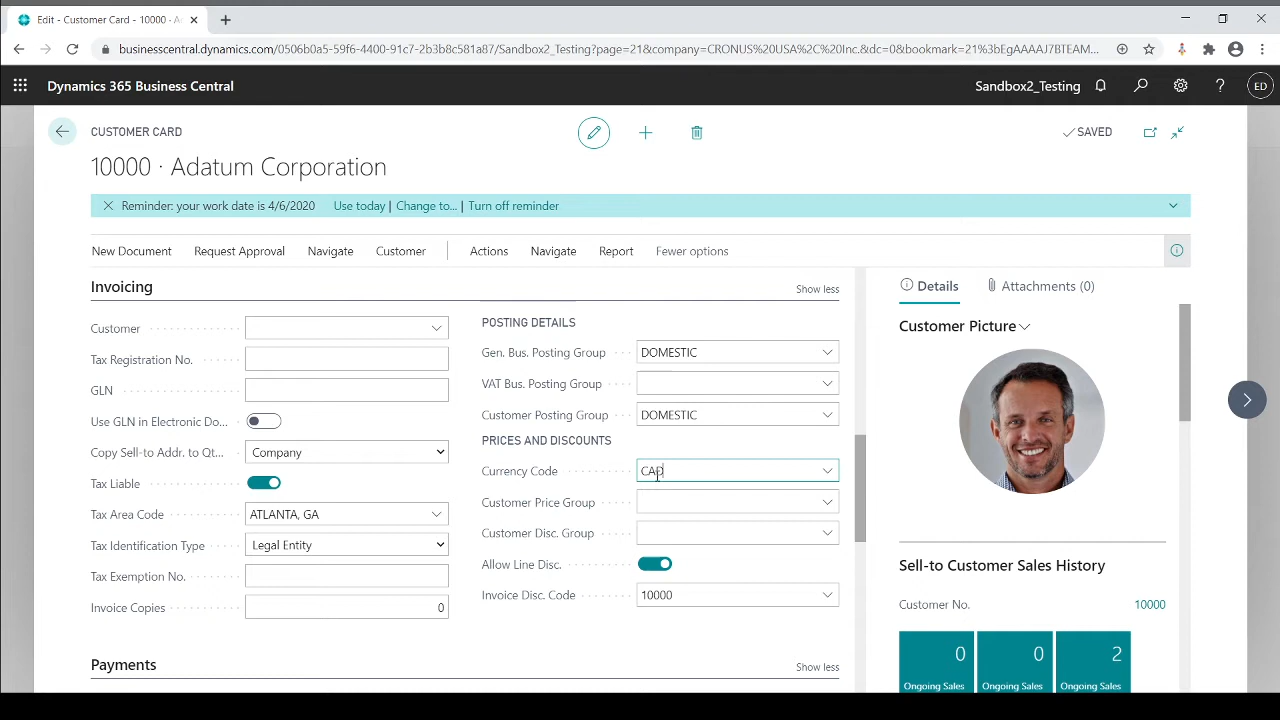 Edit - Customer Card - 10000 · A
businesscentral.dynamics.com/0506b0a5-59f6-4400-91c7-2b3b8c581a87/Sandbox2_Testing?page=21&company=CRONUS%20USA%2C%20Inc.&dc=0&bookmark=21%3bEgAAAAJ7BTEAM...
Dynamics 365 Business Central
Sandbox2_Testing
?
ED
CUSTOMER CARD
SAVED
10000 · Adatum Corporation
Reminder: your work date is 4/6/2020 Use today | Change to... | Turn off reminder
New Document Request Approval Navigate Customer Actions Navigate Report Fewer options
Invoicing
Show less
Customer
Tax Registration No.
GLN
Use GLN in Electronic Do...
Copy Sell-to Addr. to Qt... Company
Tax Liable
Tax Area Code ATLANTA, GA
Tax Identification Type Legal Entity
Tax Exemption No.
Invoice Copies 0
POSTING DETAILS
Gen. Bus. Posting Group DOMESTIC
VAT Bus. Posting Group
Customer Posting Group DOMESTIC
PRICES AND DISCOUNTS
Currency Code CAD
Customer Price Group
Customer Disc. Group
Allow Line Disc.
Invoice Disc. Code 10000
Payments
Show less
Details Attachments (0)
Customer Picture
Sell-to Customer Sales History
Customer No. 10000
0 0 2
Ongoing Sales Ongoing Sales Ongoing Sales